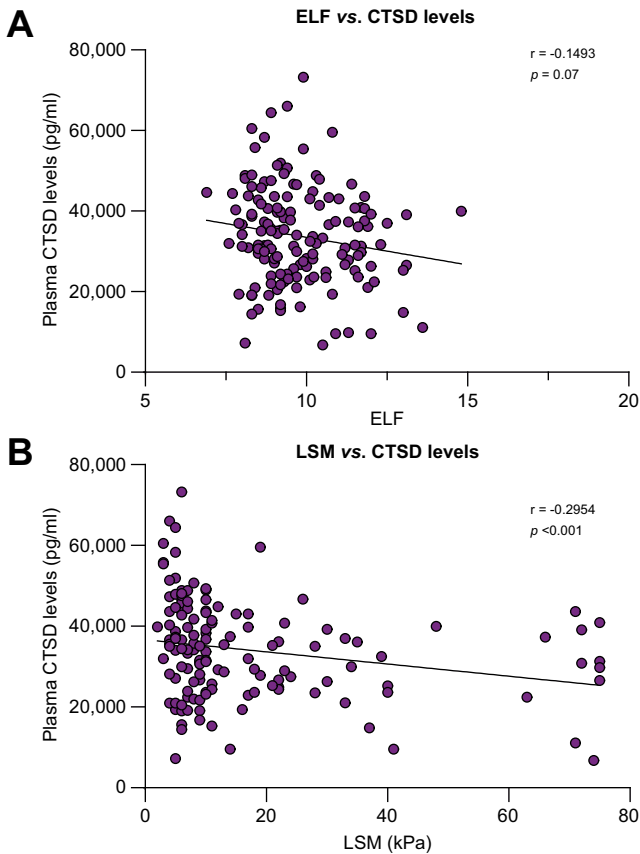 A
ELF vs. CTSD levels
r = -0.1493
p = 0.07
Plasma CTSD levels (pg/ml)
80,000
60,000
40,000
20,000
0
5
10
15
20
ELF
B
LSM vs. CTSD levels
r = -0.2954
p <0.001
Plasma CTSD levels (pg/ml)
80,000
60,000
40,000
20,000
0
0
20
40
60
80
LSM (kPa)